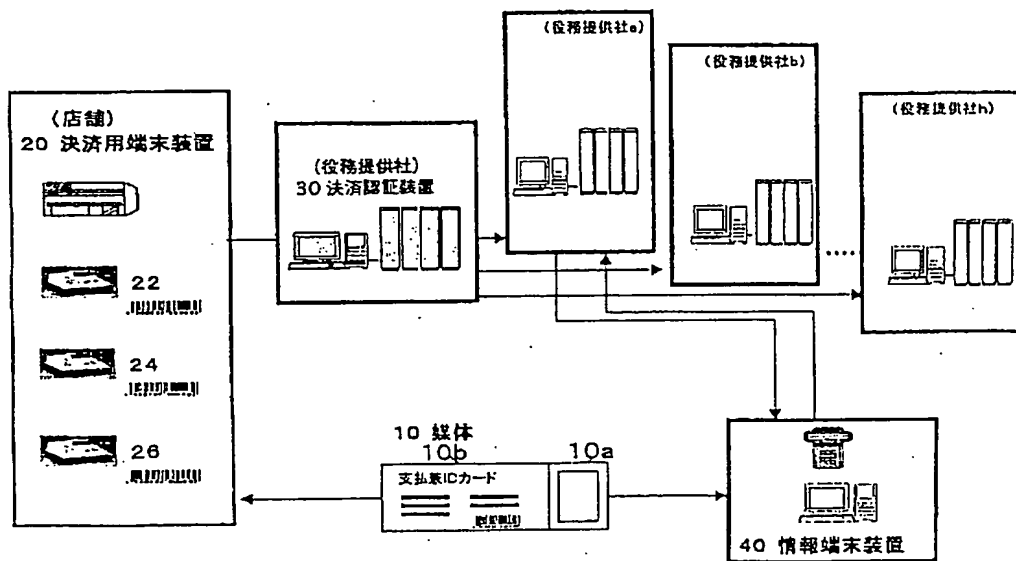 (役務提供社a)
(役務提供社b)
(役務提供社h)
(店舗)
20 決済用端末装置
(役務提供社)
30 決済認証装置
22
24
26
10 媒体
10b
10a
支払兼ICカード
40 情報端末装置